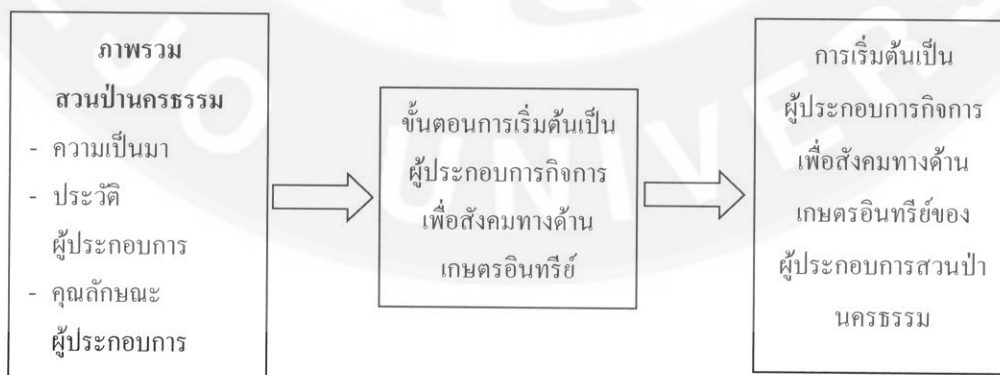 ภาพรวม
สวนป่านครธรรม
- ความเป็นมา
- ประวัติ
ผู้ประกอบการ
- คุณลักษณะ
ผู้ประกอบการ
ขั้นตอนการเริ่มต้นเป็น
ผู้ประกอบการกิจการ
เพื่อสังคมทางด้าน
เกษตรอินทรีย์
การเริ่มต้นเป็น
ผู้ประกอบการกิจการ
เพื่อสังคมทางด้าน
เกษตรอินทรีย์ของ
ผู้ประกอบการสวนป่า
นครธรรม